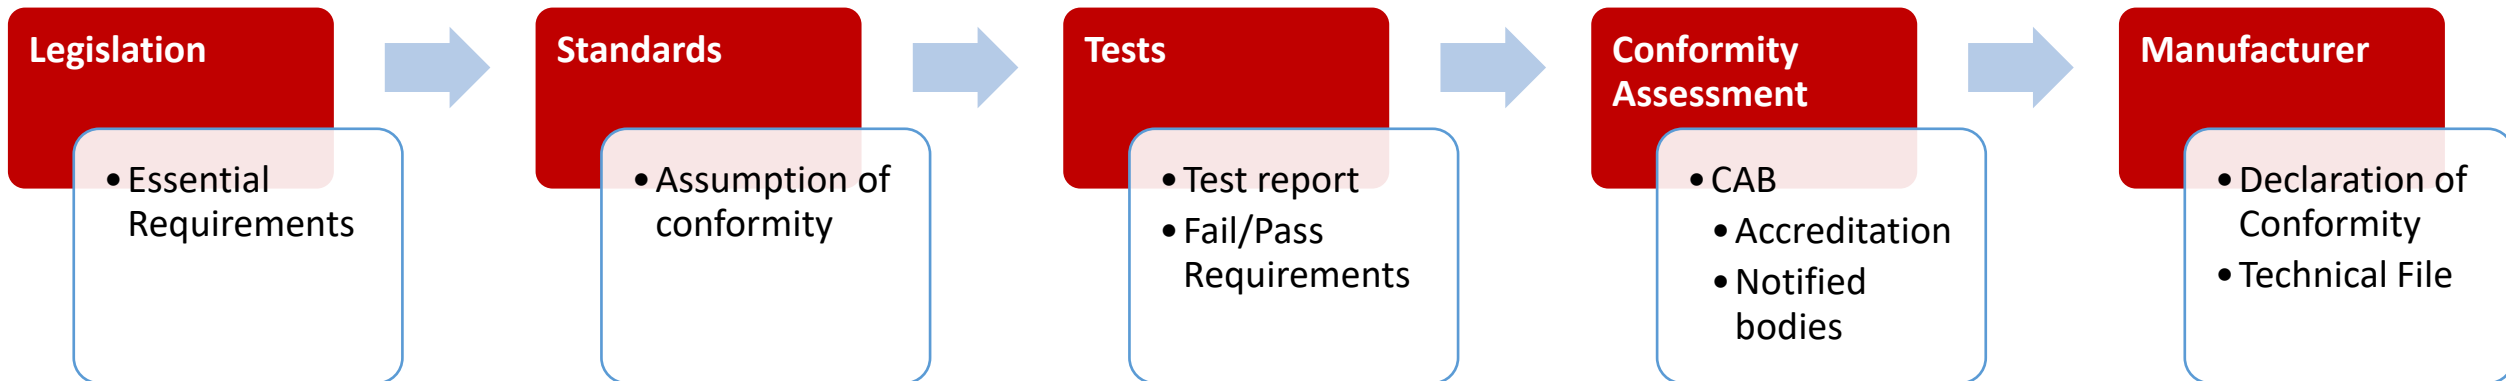 Legislation
• Essential
Requirements
Standards
• Assumption of
conformity
Tests
• Test report
• Fail/Pass
Requirements
Conformity
Assessment
• CAB
• Accreditation
• Notified
bodies
Manufacturer
• Declaration of
Conformity
• Technical File